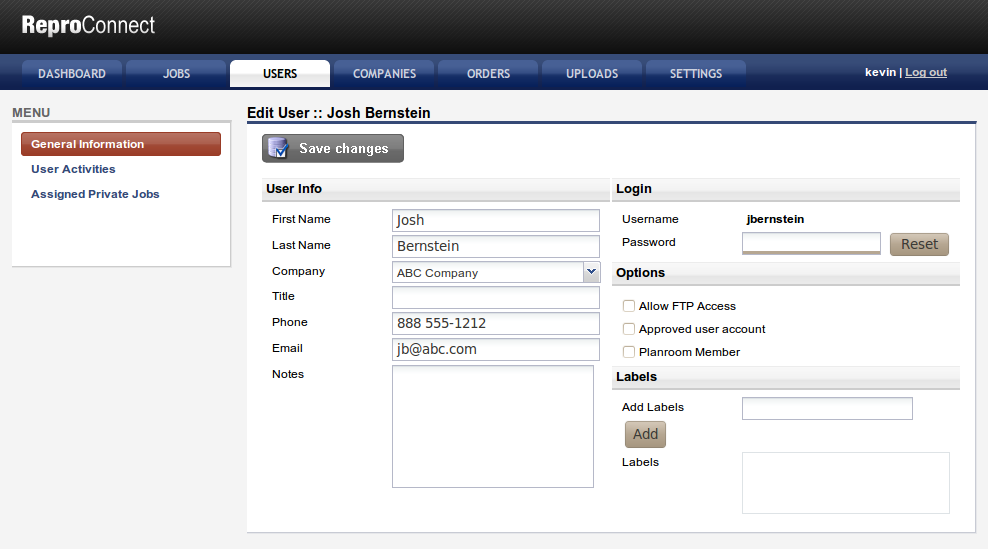 ReproConnect
DASHBOARD JOBS USERS COMPANIES ORDERS UPLOADS SETTINGS kevin | Log out
MENU
General Information
User Activities
Assigned Private Jobs
Edit User :: Josh Bernstein
Save changes
User Info
First Name Josh
Last Name Bernstein
Company ABC Company
Title
Phone 888 555-1212
Email jb@abc.com
Notes
Login
Username jbernstein
Password Reset
Options
Allow FTP Access
Approved user account
Planroom Member
Labels
Add Labels
Add
Labels